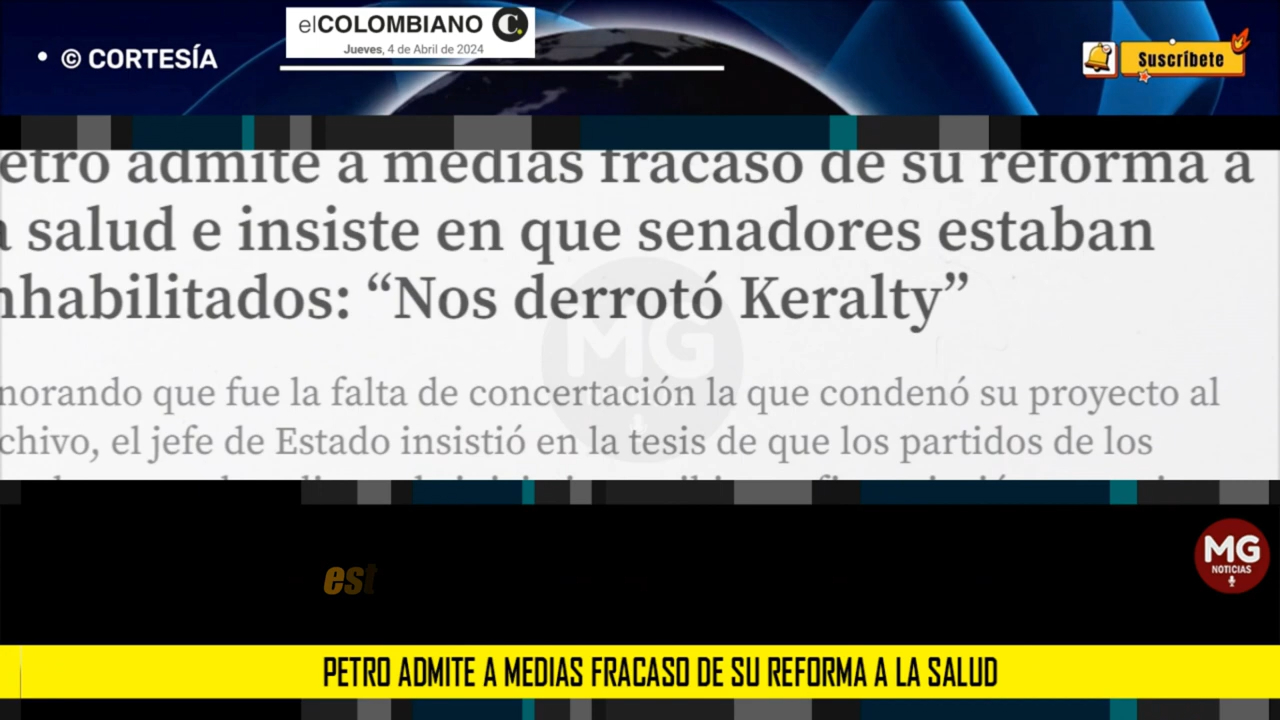 elCOLOMBIANO C.
Jueves, 4 de Abril de 2024
• © CORTESÍA
Suscríbete
etro admite a medias fracaso de su reforma a
a salud e insiste en que senadores estaban
nhabilitados: “Nos derrotó Keralty”
norando que fue la falta de concertación la que condenó su proyecto al
chivo, el jefe de Estado insistió en la tesis de que los partidos de los
MG
MG
NOTICIAS
est
PETRO ADMITE A MEDIAS FRACASO DE SU REFORMA A LA SALUD